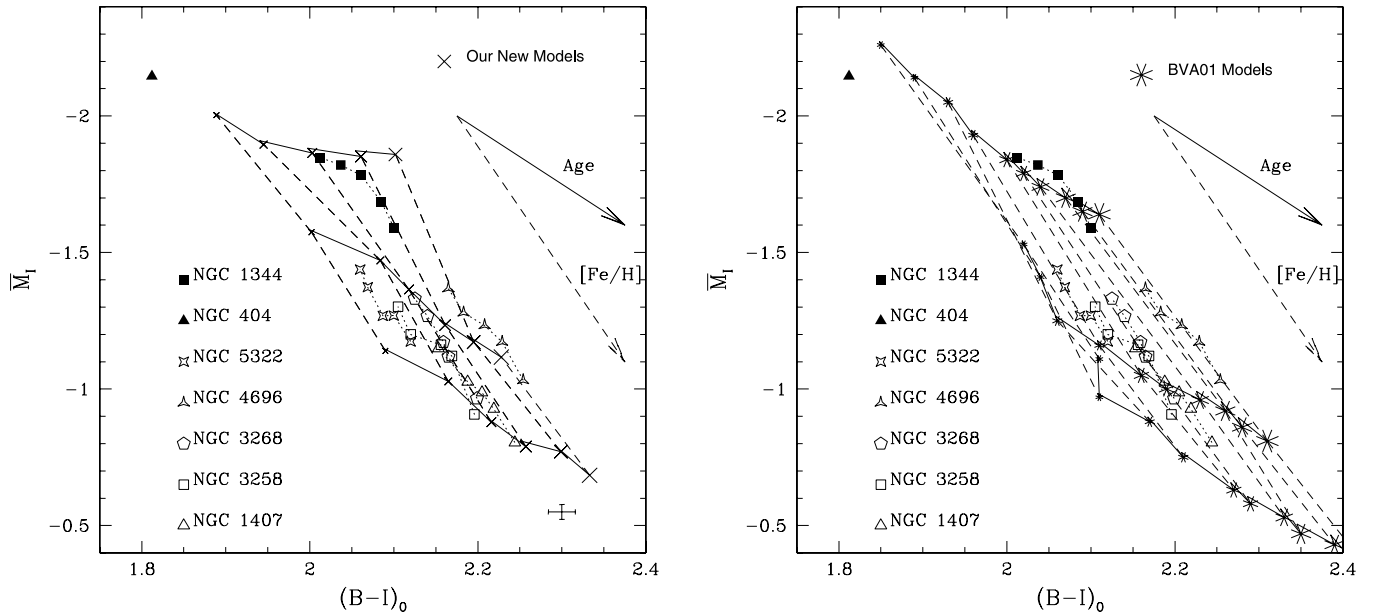 Our New Models
Age
[Fe/H]
NGC 1344
NGC 404
NGC 5322
NGC 4696
NGC 3268
NGC 3258
NGC 1407
M̅_I
−2
−1.5
−1
−0.5
1.8
2
2.2
2.4
(B−I)₀
BVA01 Models
Age
[Fe/H]
NGC 1344
NGC 404
NGC 5322
NGC 4696
NGC 3268
NGC 3258
NGC 1407
M̅_I
−2
−1.5
−1
−0.5
1.8
2
2.2
2.4
(B−I)₀